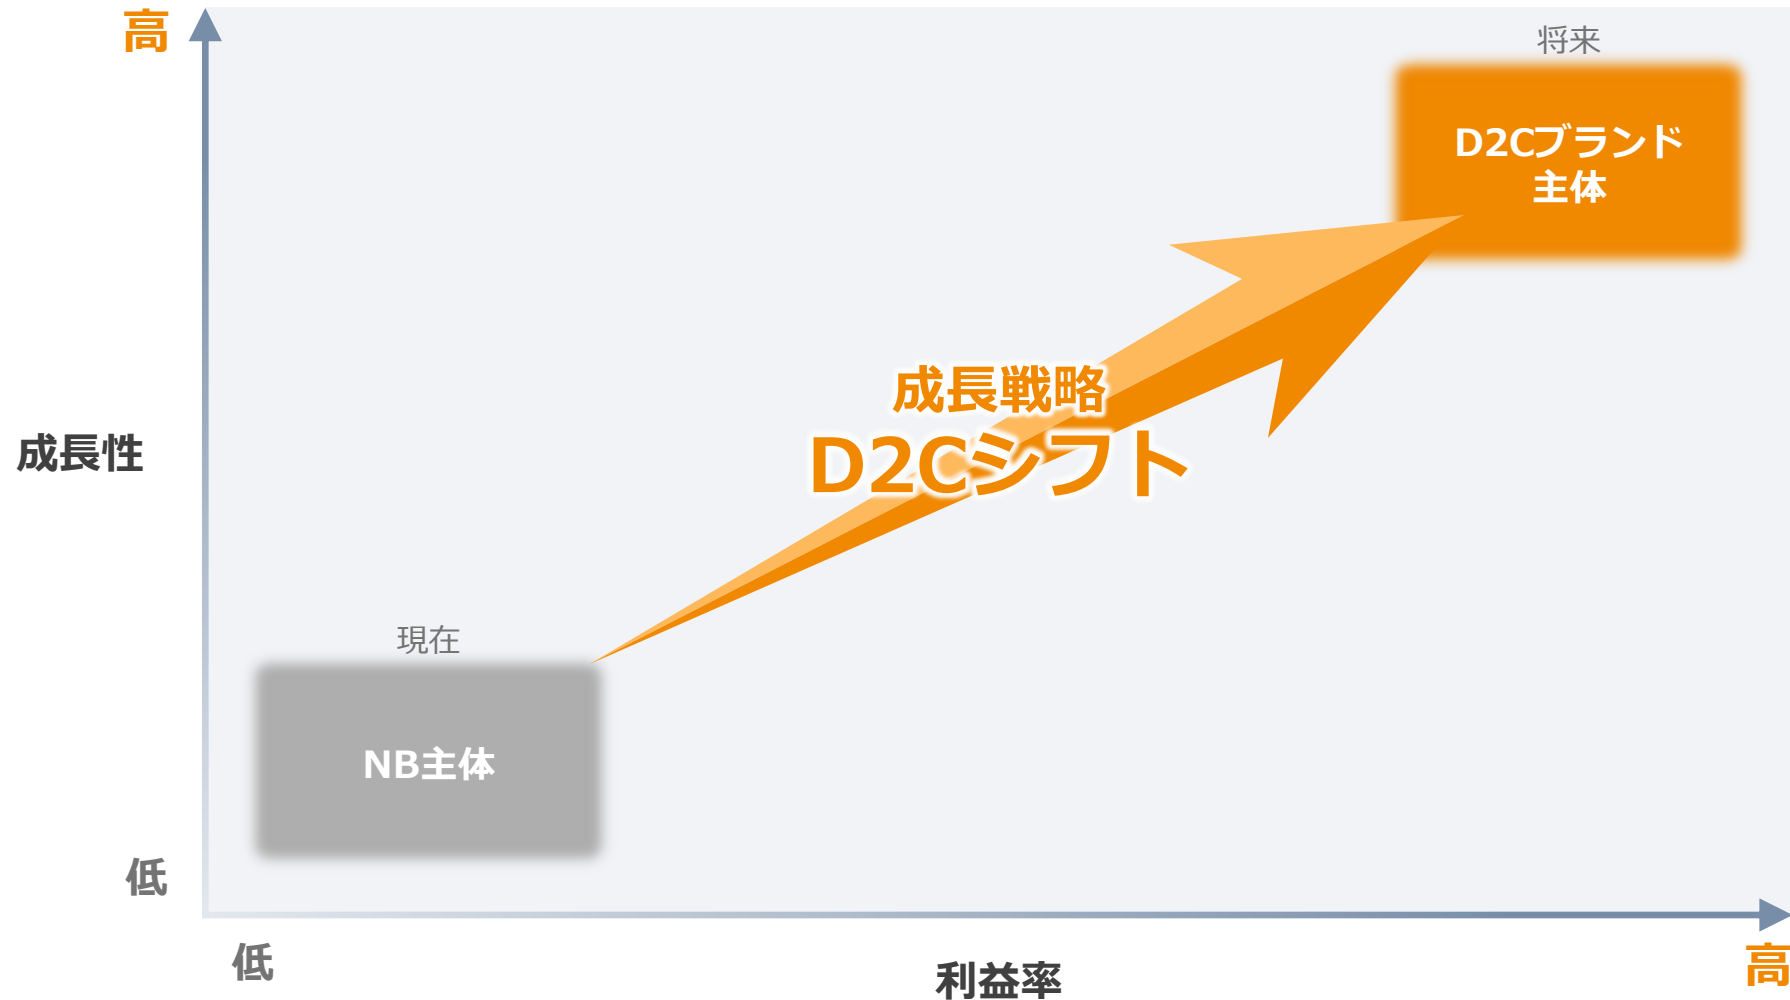 高
将来
D2Cブランド
主体
成長戦略
D2Cシフト
成長性
現在
NB主体
低
低
利益率
高